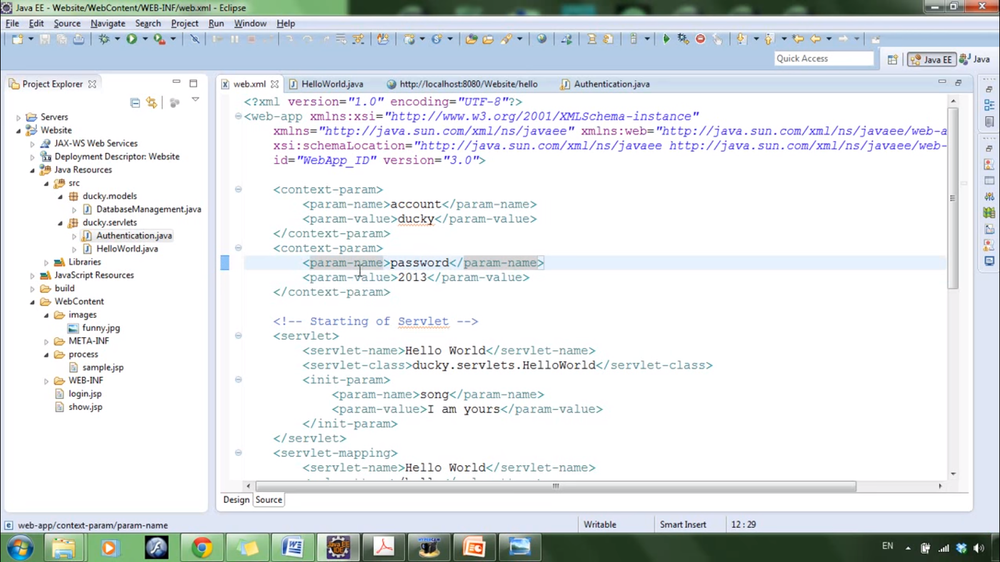 Java EE - Website/WebContent/WEB-INF/web.xml - Eclipse
File Edit Source Navigate Search Project Run Window Help
Quick Access
Java EE
Java
Project Explorer
web.xml
HelloWorld.java
http://localhost:8080/Website/hello
Authentication.java
Servers
Website
JAX-WS Web Services
Deployment Descriptor: Website
Java Resources
src
ducky.models
DatabaseManagement.java
ducky.servlets
Authentication.java
HelloWorld.java
Libraries
JavaScript Resources
build
WebContent
images
funny.jpg
META-INF
process
sample.jsp
WEB-INF
login.jsp
show.jsp
<?xml version="1.0" encoding="UTF-8"?>
<web-app xmlns:xsi="http://www.w3.org/2001/XMLSchema-instance"
xmlns="http://java.sun.com/xml/ns/javaee" xmlns:web="http://java.sun.com/xml/ns/javaee/web-a
xsi:schemaLocation="http://java.sun.com/xml/ns/javaee http://java.sun.com/xml/ns/javaee/web-
id="WebApp_ID" version="3.0">
<context-param>
<param-name>account</param-name>
<param-value>ducky</param-value>
</context-param>
<context-param>
<param-name>password</param-name>
<param-value>2013</param-value>
</context-param>
<!-- Starting of Servlet -->
<servlet>
<servlet-name>Hello World</servlet-name>
<servlet-class>ducky.servlets.HelloWorld</servlet-class>
<init-param>
<param-name>song</param-name>
<param-value>I am yours</param-value>
</init-param>
</servlet>
<servlet-mapping>
<servlet-name>Hello World</servlet-name>
Design Source
web-app/context-param/param-name
Writable
Smart Insert
12 : 29
EN